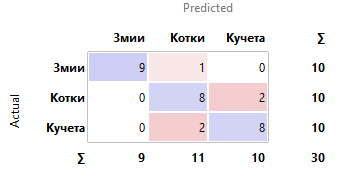 Predicted
Змии Котки Кучета ∑
Змии 9 1 0 10
Котки 0 8 2 10
Кучета 0 2 8 10
∑ 9 11 10 30
Actual